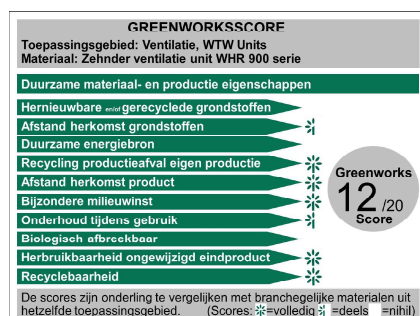 GREENWORKSSCORE
Toepassingsgebied: Ventilatie, WTW Units
Materiaal: Zehnder ventilatie unit WHR 900 serie
Duurzame materiaal- en productie eigenschappen
Hernieuwbare en/of gerecyclede grondstoffen
Afstand herkomst grondstoffen
Duurzame energiebron
Recycling productieafval eigen productie
Afstand herkomst product
Bijzondere milieuwinst
Onderhoud tijdens gebruik
Biologisch afbreekbaar
Herbruikbaarheid ongewijzigd eindproduct
Recyclebaarheid
Greenworks
12 /20
Score
De scores zijn onderling te vergelijken met branchegelijke materialen uit
hetzelfde toepassingsgebied. (Scores: =volledig =deels =nihil)